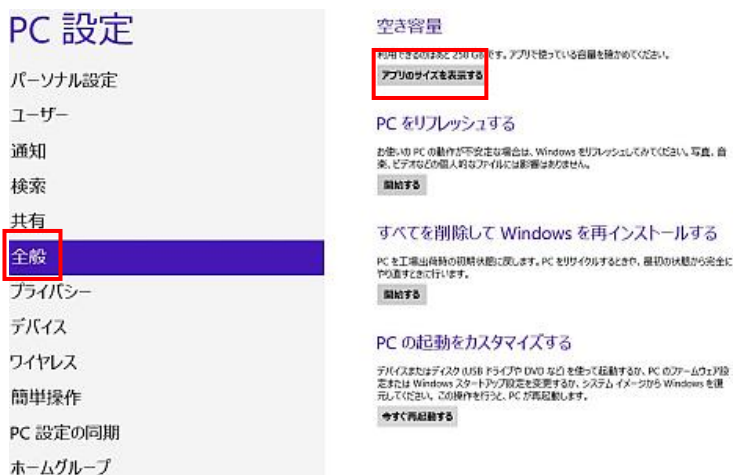 PC 設定
パーソナル設定
ユーザー
通知
検索
共有
全般
プライバシー
デバイス
ワイヤレス
簡単操作
PC 設定の同期
ホームグループ
空き容量
利用できるのはあと 250 GB です。アプリで使っている容量を確かめてください。
アプリのサイズを表示する
PC をリフレッシュする
お使いの PC の動作が不安定な場合は、Windows をリフレッシュしてみてください。写真、音
楽、ビデオなどの個人的なファイルには影響はありません。
開始する
すべてを削除して Windows を再インストールする
PC を工場出荷時の初期状態に戻します。PC をリサイクルするときや、最初の状態から完全に
やり直すときに行います。
開始する
PC の起動をカスタマイズする
デバイスまたはディスク (USB ドライブや DVD など) を使って起動するか、PC のファームウェア設
定または Windows スタートアップ設定を変更するか、システム イメージから Windows を復
元してください。この操作を行うと、PC が再起動します。
今すぐ再起動する